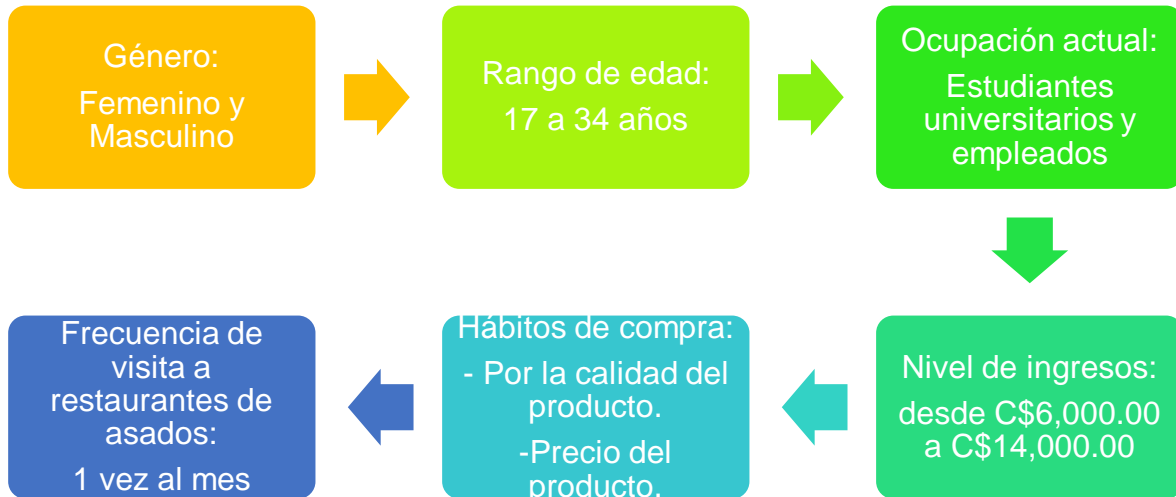 Género:
Femenino y
Masculino
Rango de edad:
17 a 34 años
Ocupación actual:
Estudiantes
universitarios y
empleados
Nivel de ingresos:
desde C$6,000.00
a C$14,000.00
Hábitos de compra:
- Por la calidad del
producto.
-Precio del
producto.
Frecuencia de
visita a
restaurantes de
asados:
1 vez al mes